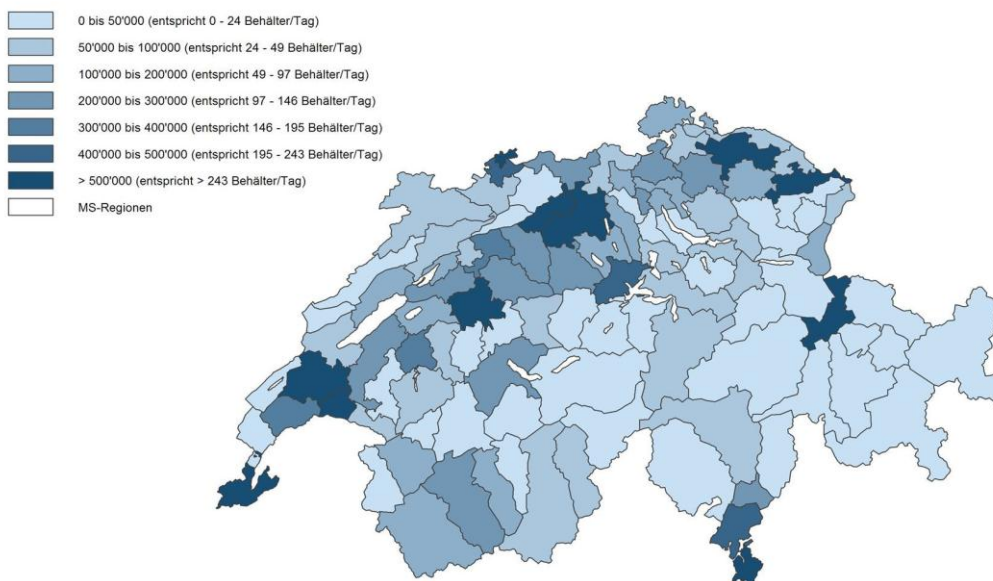 0 bis 50'000 (entspricht 0 - 24 Behälter/Tag)
50'000 bis 100'000 (entspricht 24 - 49 Behälter/Tag)
100'000 bis 200'000 (entspricht 49 - 97 Behälter/Tag)
200'000 bis 300'000 (entspricht 97 - 146 Behälter/Tag)
300'000 bis 400'000 (entspricht 146 - 195 Behälter/Tag)
400'000 bis 500'000 (entspricht 195 - 243 Behälter/Tag)
> 500'000 (entspricht > 243 Behälter/Tag)
MS-Regionen